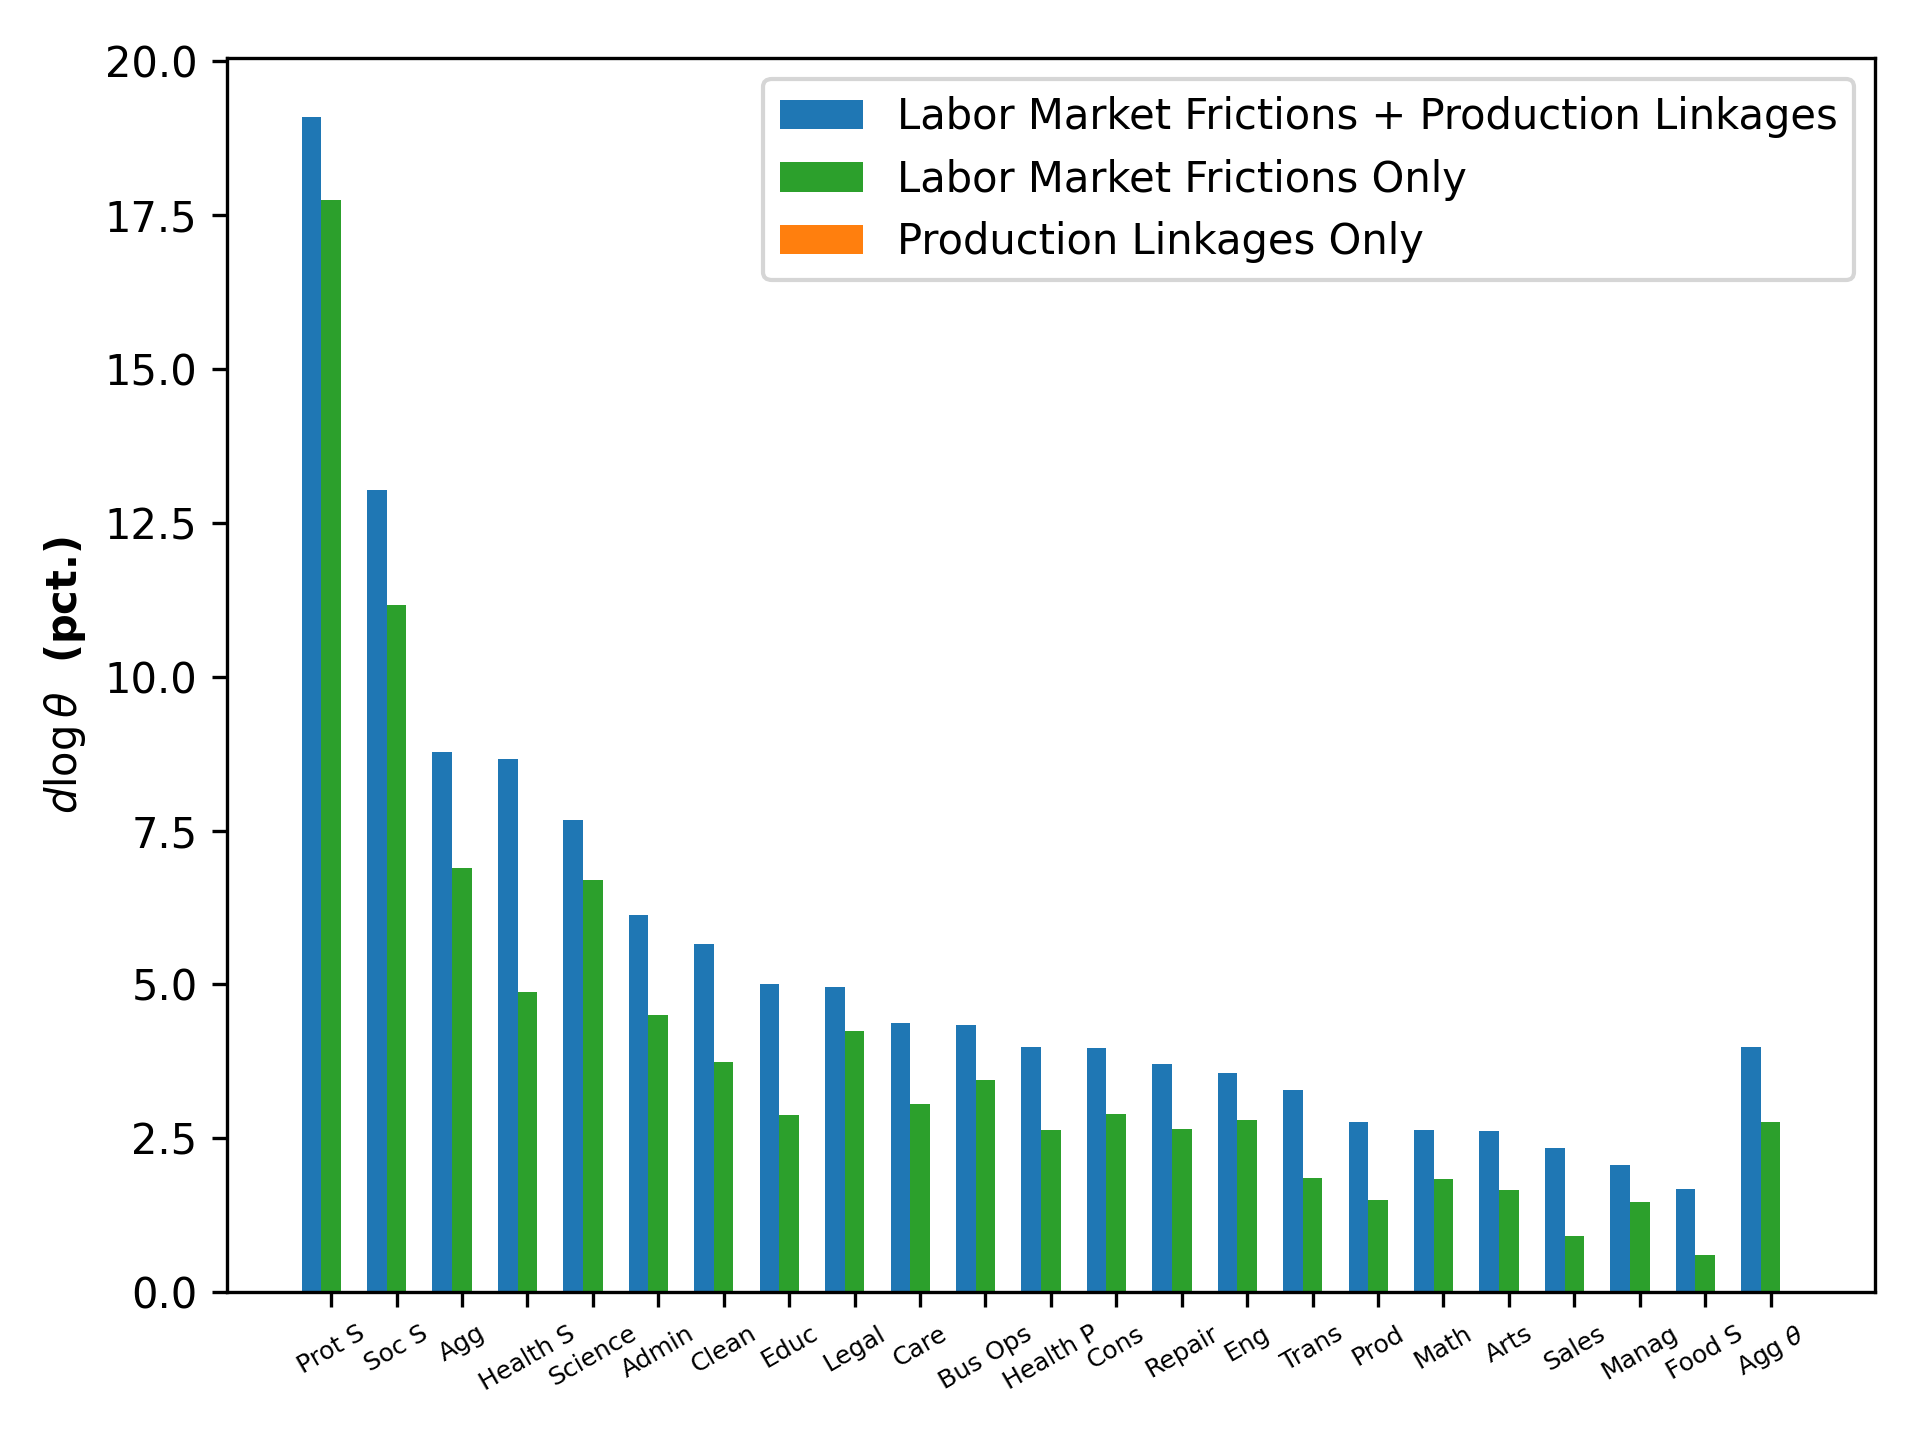 20.0
17.5
15.0
12.5
10.0
7.5
5.0
2.5
0.0
d log θ (pct.)
Labor Market Frictions + Production Linkages
Labor Market Frictions Only
Production Linkages Only
Prot S
Soc S
Agg
Health S
Science
Admin
Clean
Educ
Legal
Care
Bus Ops
Health P
Cons
Repair
Eng
Trans
Prod
Math
Arts
Sales
Manag
Food S
Agg θ